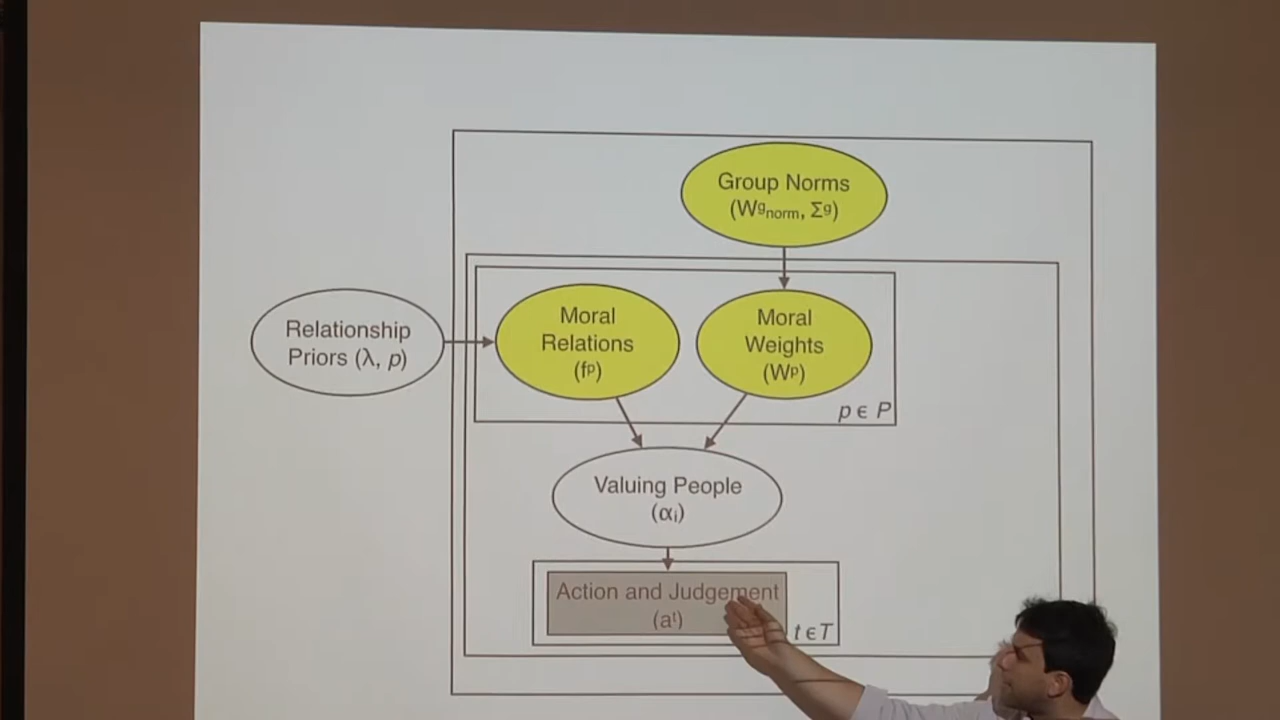 Group Norms
(Wᵍnorm, Σᵍ)
Relationship
Priors (λ, p)
Moral
Relations
(fᵖ)
Moral
Weights
(Wᵖ)
p ϵ P
Valuing People
(αᵢ)
Action and Judgement
(aᵗ)
t ϵ T